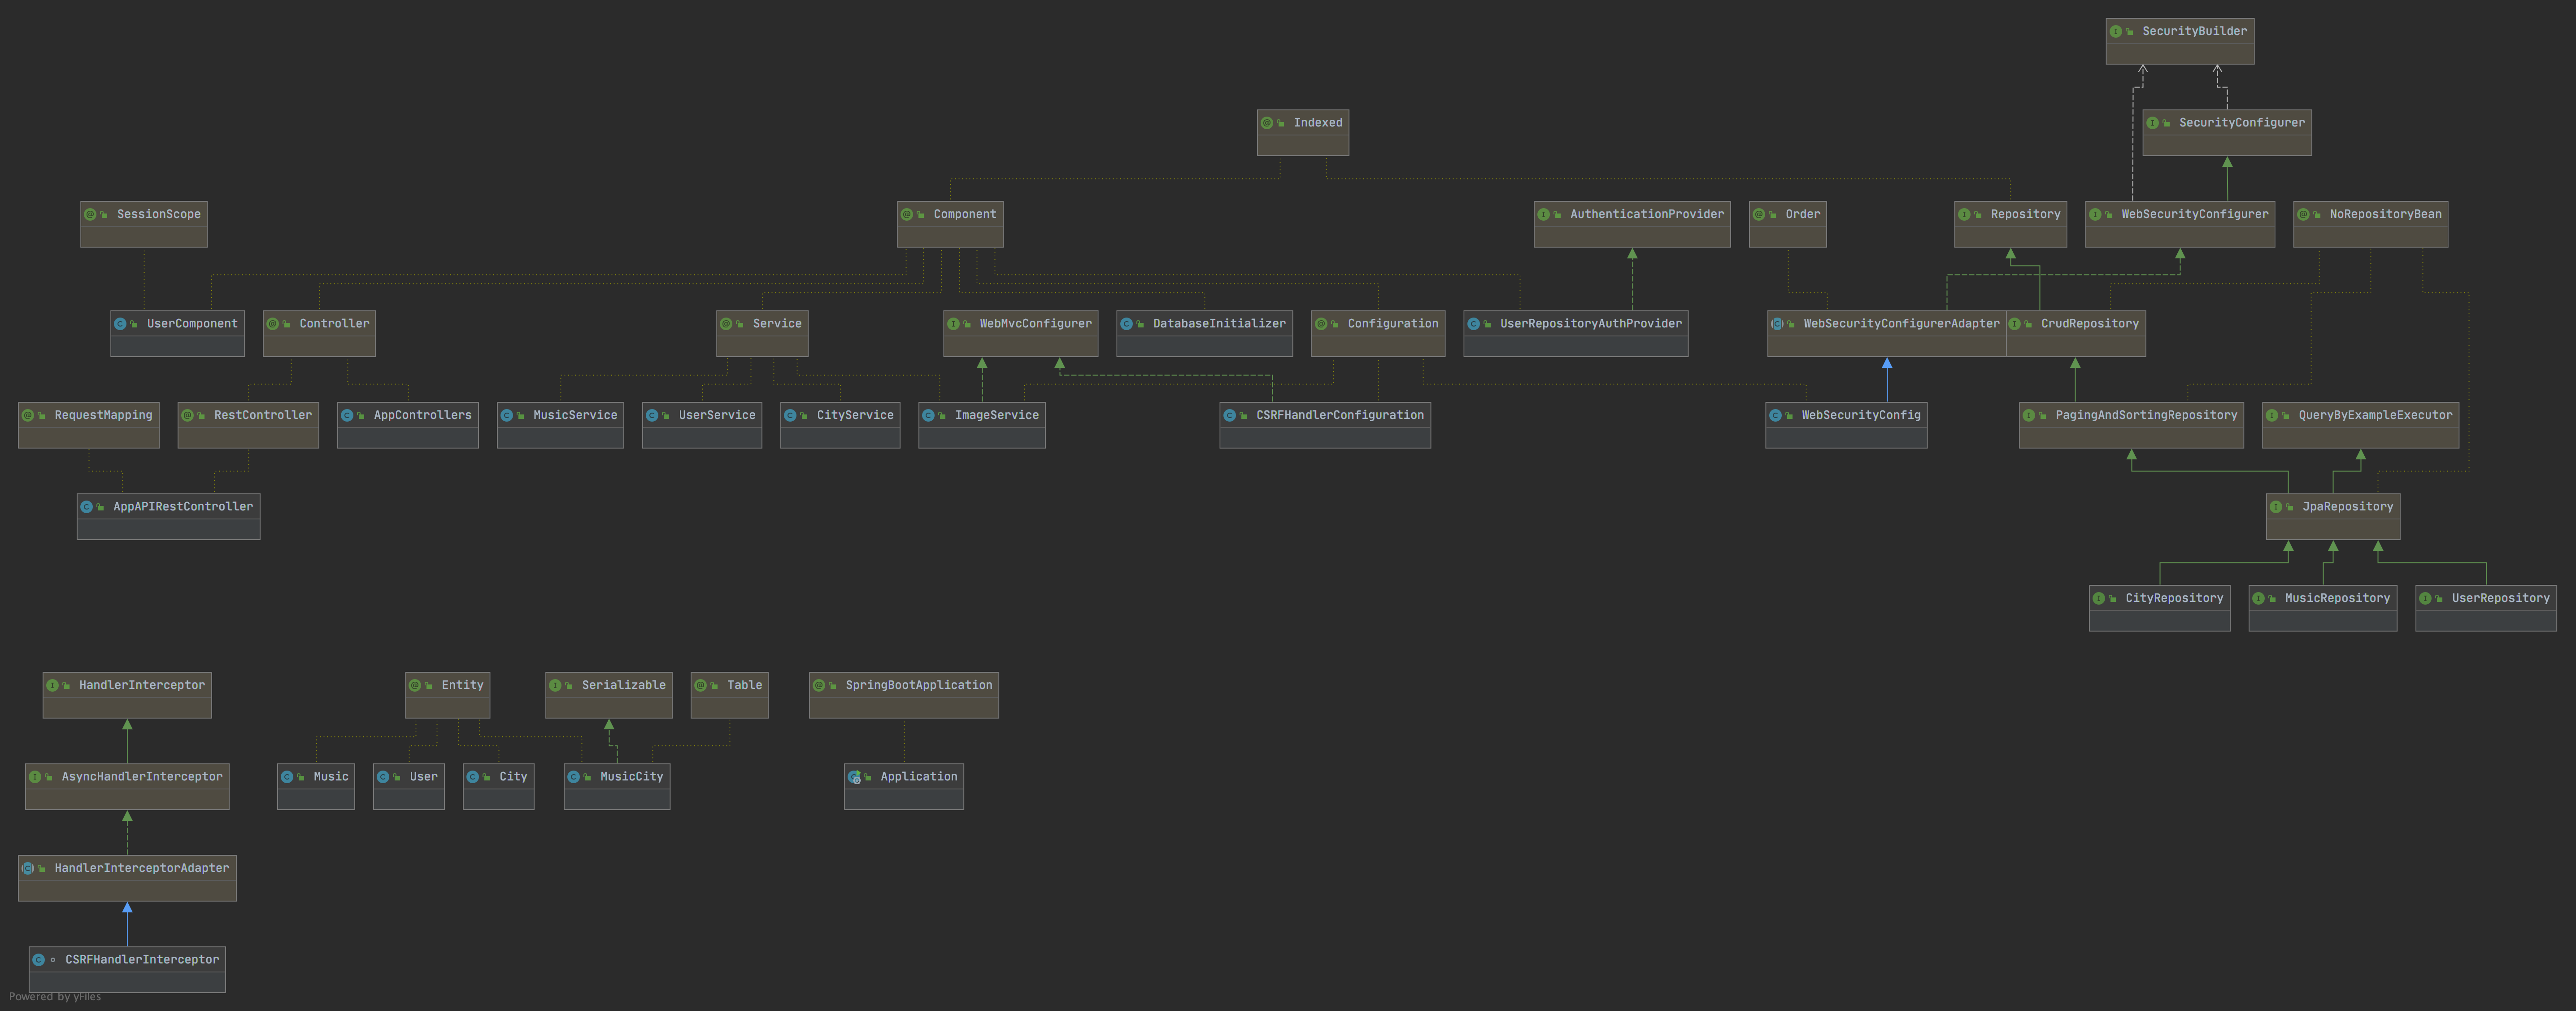 SecurityBuilder
Indexed
SecurityConfigurer
SessionScope
Component
AuthenticationProvider
Order
Repository
WebSecurityConfigurer
NoRepositoryBean
UserComponent
Controller
Service
WebMvcConfigurer
DatabaseInitializer
Configuration
UserRepositoryAuthProvider
WebSecurityConfigurerAdapter
CrudRepository
RequestMapping
RestController
AppControllers
MusicService
UserService
CityService
ImageService
CSRFHandlerConfiguration
WebSecurityConfig
PagingAndSortingRepository
QueryByExampleExecutor
AppAPIRestController
JpaRepository
CityRepository
MusicRepository
UserRepository
HandlerInterceptor
Entity
Serializable
Table
SpringBootApplication
AsyncHandlerInterceptor
Music
User
City
MusicCity
Application
HandlerInterceptorAdapter
CSRFHandlerInterceptor
Powered by yFiles